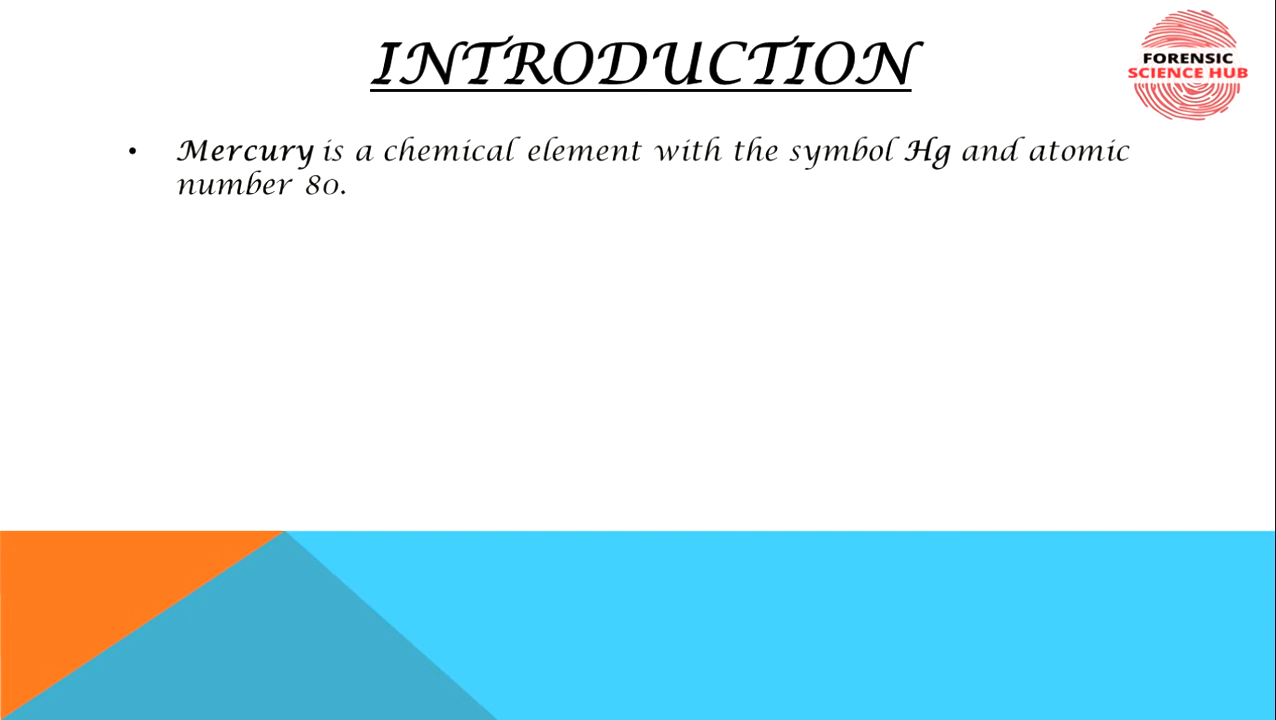 INTRODUCTION
FORENSIC
SCIENCE HUB
• Mercury is a chemical element with the symbol Hg and atomic
number 80.